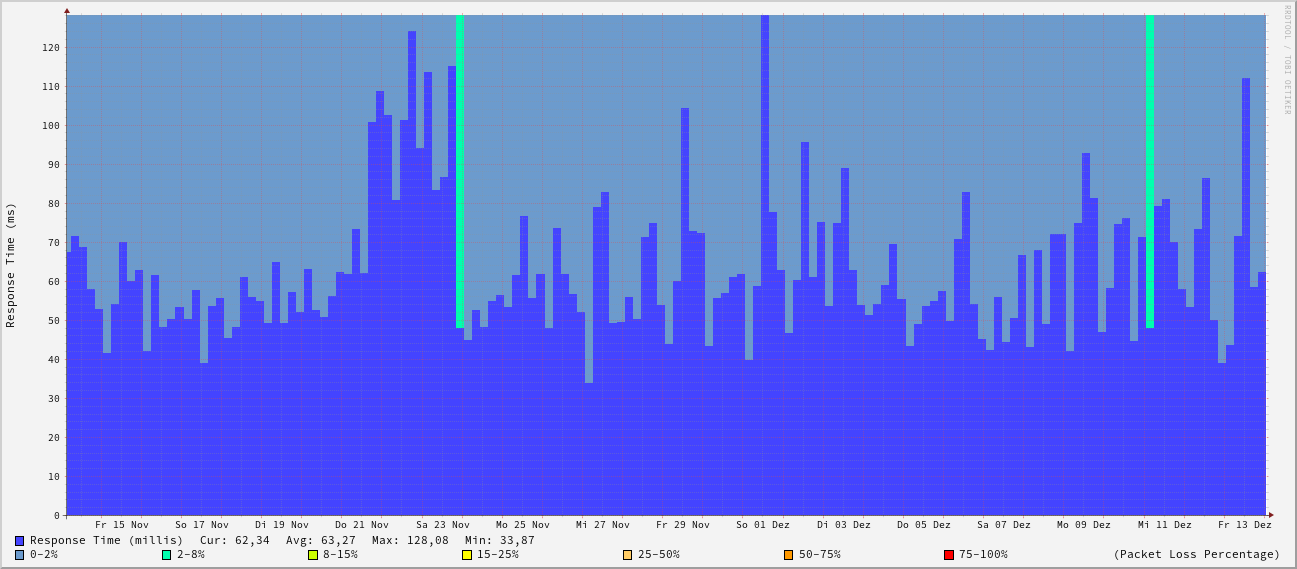 RRDTOOL / TOBI OETIKER
Response Time (ms)
120
110
100
90
80
70
60
50
40
30
20
10
0
Fr 15 Nov So 17 Nov Di 19 Nov Do 21 Nov Sa 23 Nov Mo 25 Nov Mi 27 Nov Fr 29 Nov So 01 Dez Di 03 Dez Do 05 Dez Sa 07 Dez Mo 09 Dez Mi 11 Dez Fr 13 Dez
Response Time (millis) Cur: 62,34 Avg: 63,27 Max: 128,08 Min: 33,87
0-2% 2-8% 8-15% 15-25% 25-50% 50-75% 75-100% (Packet Loss Percentage)